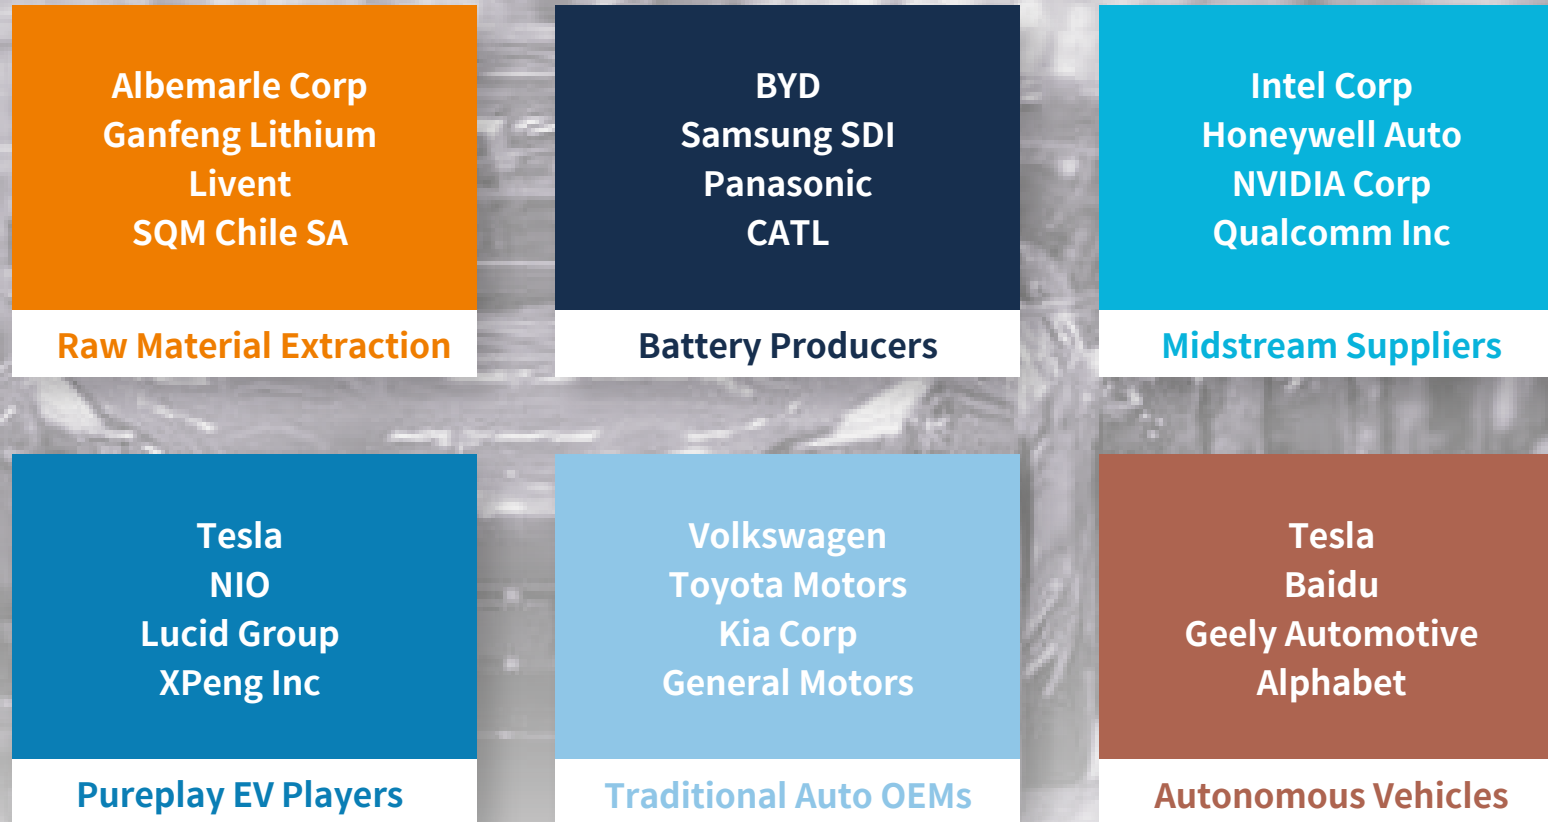 Albemarle Corp
Ganfeng Lithium
Livent
SQM Chile SA
Raw Material Extraction
BYD
Samsung SDI
Panasonic
CATL
Battery Producers
Intel Corp
Honeywell Auto
NVIDIA Corp
Qualcomm Inc
Midstream Suppliers
Tesla
NIO
Lucid Group
XPeng Inc
Pureplay EV Players
Volkswagen
Toyota Motors
Kia Corp
General Motors
Traditional Auto OEMs
Tesla
Baidu
Geely Automotive
Alphabet
Autonomous Vehicles